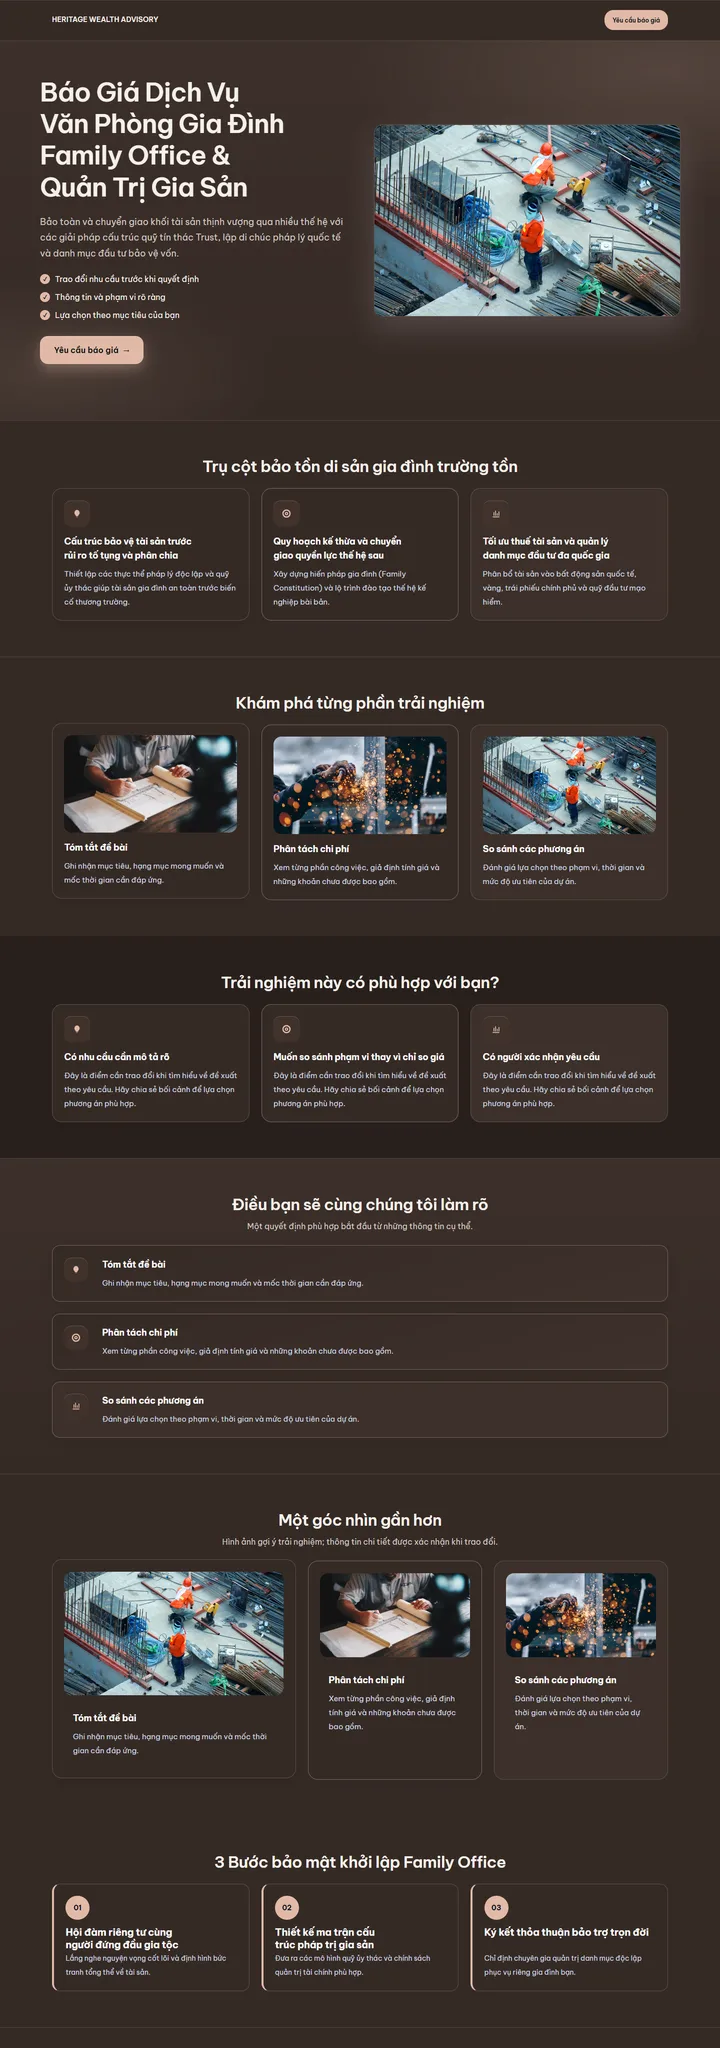 HERITAGE WEALTH ADVISORY
Yêu cầu báo giá
Báo Giá Dịch Vụ
Văn Phòng Gia Đình
Family Office &
Quản Trị Gia Sản
Bảo toàn và chuyển giao khối tài sản thịnh vượng qua nhiều thế hệ với
các giải pháp cấu trúc quỹ tín thác Trust, lập di chúc pháp lý quốc tế
và danh mục đầu tư bảo vệ vốn.
Trao đổi nhu cầu trước khi quyết định
Thông tin và phạm vi rõ ràng
Lựa chọn theo mục tiêu của bạn
Yêu cầu báo giá →
Trụ cột bảo tồn di sản gia đình trường tồn
Cấu trúc bảo vệ tài sản trước
rủi ro tố tụng và phân chia
Thiết lập các thực thể pháp lý độc lập và quỹ
ủy thác giúp tài sản gia đình an toàn trước biến
cố thương trường.
Quy hoạch kế thừa và chuyển
giao quyền lực thế hệ sau
Xây dựng hiến pháp gia đình (Family
Constitution) và lộ trình đào tạo thế hệ kế
nghiệp bài bản.
Tối ưu thuế tài sản và quản lý
danh mục đầu tư đa quốc gia
Phân bổ tài sản vào bất động sản quốc tế,
vàng, trái phiếu chính phủ và quỹ đầu tư mạo
hiểm.
Khám phá từng phần trải nghiệm
Tóm tắt đề bài
Ghi nhận mục tiêu, hạng mục mong muốn và
mốc thời gian cần đáp ứng.
Phân tách chi phí
Xem từng phần công việc, giả định tính giá và
những khoản chưa được bao gồm.
So sánh các phương án
Đánh giá lựa chọn theo phạm vi, thời gian và
mức độ ưu tiên của dự án.
Trải nghiệm này có phù hợp với bạn?
Có nhu cầu cần mô tả rõ
Đây là điểm cần trao đổi khi tìm hiểu về đề xuất
theo yêu cầu. Hãy chia sẻ bối cảnh để lựa chọn
phương án phù hợp.
Muốn so sánh phạm vi thay vì chỉ so giá
Đây là điểm cần trao đổi khi tìm hiểu về đề xuất
theo yêu cầu. Hãy chia sẻ bối cảnh để lựa chọn
phương án phù hợp.
Có người xác nhận yêu cầu
Đây là điểm cần trao đổi khi tìm hiểu về đề xuất
theo yêu cầu. Hãy chia sẻ bối cảnh để lựa chọn
phương án phù hợp.
Điều bạn sẽ cùng chúng tôi làm rõ
Một quyết định phù hợp bắt đầu từ những thông tin cụ thể.
Tóm tắt đề bài
Ghi nhận mục tiêu, hạng mục mong muốn và mốc thời gian cần đáp ứng.
Phân tách chi phí
Xem từng phần công việc, giả định tính giá và những khoản chưa được bao gồm.
So sánh các phương án
Đánh giá lựa chọn theo phạm vi, thời gian và mức độ ưu tiên của dự án.
Một góc nhìn gần hơn
Hình ảnh gợi ý trải nghiệm; thông tin chi tiết được xác nhận khi trao đổi.
Tóm tắt đề bài
Ghi nhận mục tiêu, hạng mục mong muốn và mốc thời
gian cần đáp ứng.
Phân tách chi phí
Xem từng phần công việc, giả định
tính giá và những khoản chưa được
bao gồm.
So sánh các phương án
Đánh giá lựa chọn theo phạm vi,
thời gian và mức độ ưu tiên của dự
án.
3 Bước bảo mật khởi lập Family Office
01
Hội đàm riêng tư cùng
người đứng đầu gia tộc
Lắng nghe nguyện vọng cốt lõi và định hình bức
tranh tổng thể về tài sản.
02
Thiết kế ma trận cấu
trúc pháp trị gia sản
Đưa ra các mô hình quỹ ủy thác và chính sách
quản trị tài chính phù hợp.
03
Ký kết thỏa thuận bảo trợ trọn đời
Chỉ định chuyên gia quản trị danh mục độc lập
phục vụ riêng gia đình bạn.